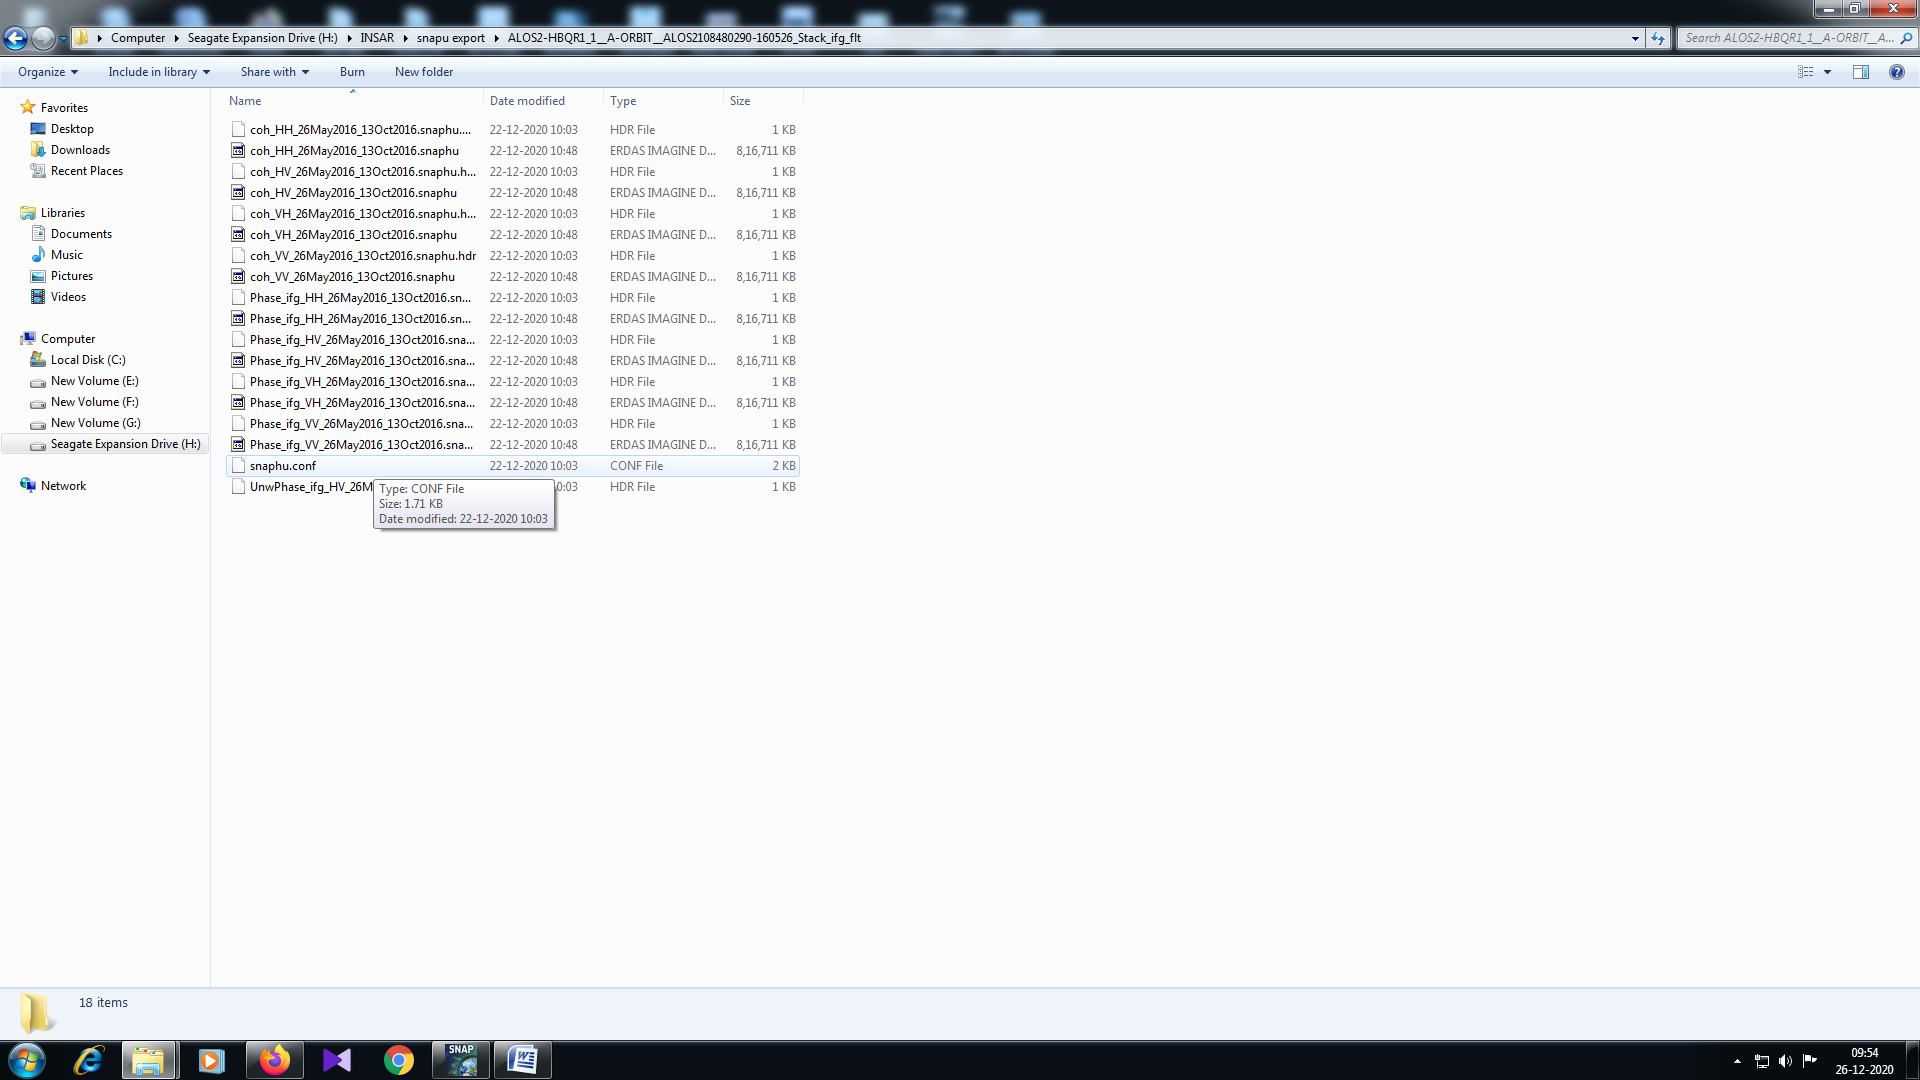 Computer Seagate Expansion Drive (H:) INSAR snapu export ALOS2-HBQR1_1__A-ORBIT__ALOS2108480290-160526_Stack_ifg_flt
Search ALOS2-HBQR1_1__A-ORBIT__A...
Organize Include in library Share with Burn New folder
Name Date modified Type Size
Favorites
Desktop
Downloads
Recent Places
Libraries
Documents
Music
Pictures
Videos
Computer
Local Disk (C:)
New Volume (E:)
New Volume (F:)
New Volume (G:)
Seagate Expansion Drive (H:)
Network
coh_HH_26May2016_13Oct2016.snaphu.... 22-12-2020 10:03 HDR File 1 KB
coh_HH_26May2016_13Oct2016.snaphu 22-12-2020 10:48 ERDAS IMAGINE D... 8,16,711 KB
coh_HV_26May2016_13Oct2016.snaphu.h... 22-12-2020 10:03 HDR File 1 KB
coh_HV_26May2016_13Oct2016.snaphu 22-12-2020 10:48 ERDAS IMAGINE D... 8,16,711 KB
coh_VH_26May2016_13Oct2016.snaphu.h... 22-12-2020 10:03 HDR File 1 KB
coh_VH_26May2016_13Oct2016.snaphu 22-12-2020 10:48 ERDAS IMAGINE D... 8,16,711 KB
coh_VV_26May2016_13Oct2016.snaphu.hdr 22-12-2020 10:03 HDR File 1 KB
coh_VV_26May2016_13Oct2016.snaphu 22-12-2020 10:48 ERDAS IMAGINE D... 8,16,711 KB
Phase_ifg_HH_26May2016_13Oct2016.sn... 22-12-2020 10:03 HDR File 1 KB
Phase_ifg_HH_26May2016_13Oct2016.sn... 22-12-2020 10:48 ERDAS IMAGINE D... 8,16,711 KB
Phase_ifg_HV_26May2016_13Oct2016.sna... 22-12-2020 10:03 HDR File 1 KB
Phase_ifg_HV_26May2016_13Oct2016.sna... 22-12-2020 10:48 ERDAS IMAGINE D... 8,16,711 KB
Phase_ifg_VH_26May2016_13Oct2016.sna... 22-12-2020 10:03 HDR File 1 KB
Phase_ifg_VH_26May2016_13Oct2016.sna... 22-12-2020 10:48 ERDAS IMAGINE D... 8,16,711 KB
Phase_ifg_VV_26May2016_13Oct2016.sna... 22-12-2020 10:03 HDR File 1 KB
Phase_ifg_VV_26May2016_13Oct2016.sna... 22-12-2020 10:48 ERDAS IMAGINE D... 8,16,711 KB
snaphu.conf 22-12-2020 10:03 CONF File 2 KB
UnwPhase_ifg_HV_26M 0:03 HDR File 1 KB
Type: CONF File
Size: 1.71 KB
Date modified: 22-12-2020 10:03
18 items
SNAP
09:54
26-12-2020